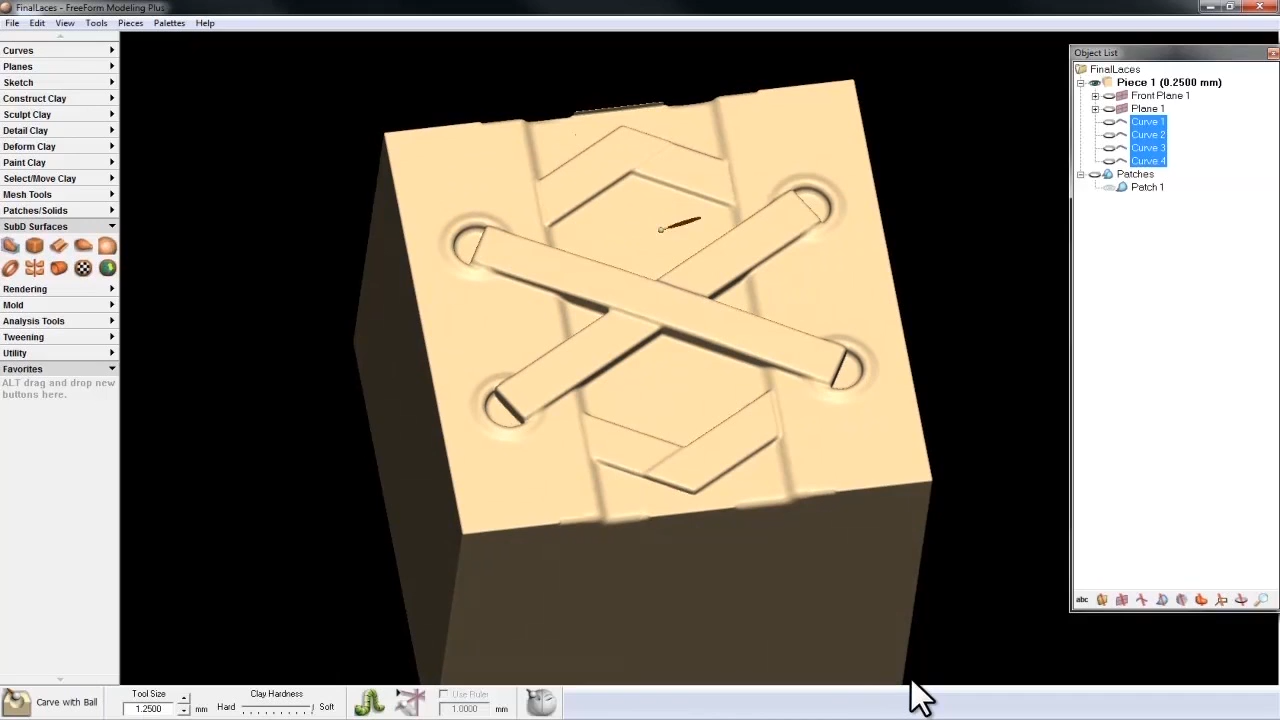 FinalLaces - FreeForm Modeling Plus
File Edit View Tools Pieces Palettes Help
Curves
Planes
Sketch
Construct Clay
Sculpt Clay
Detail Clay
Deform Clay
Paint Clay
Select/Move Clay
Mesh Tools
Patches/Solids
SubD Surfaces
Rendering
Mold
Analysis Tools
Tweening
Utility
Favorites
ALT drag and drop new
buttons here.
Object List
FinalLaces
Piece 1 (0.2500 mm)
Front Plane 1
Plane 1
Curve 1
Curve 2
Curve 3
Curve 4
Patches
Patch 1
abc
Carve with Ball
Tool Size
1.2500 mm
Clay Hardness
Hard Soft
Use Ruler
1.0000 mm